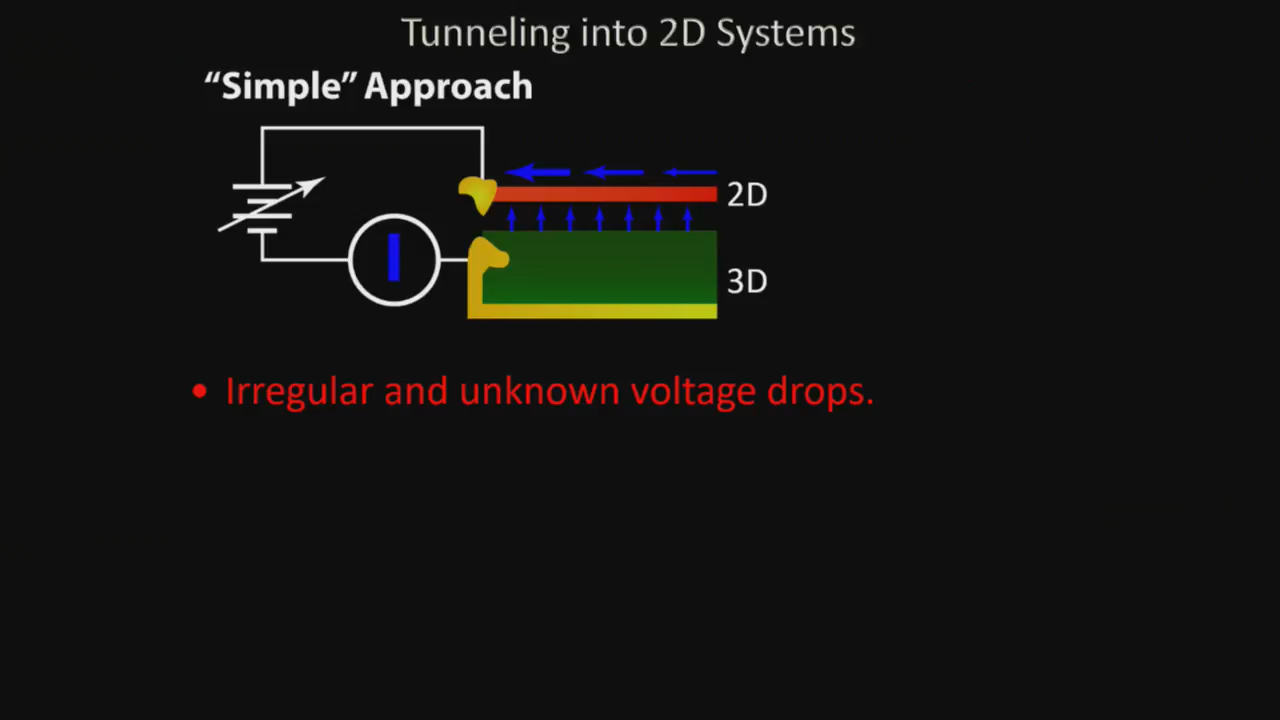 Tunneling into 2D Systems
“Simple” Approach
2D
I
3D
• Irregular and unknown voltage drops.